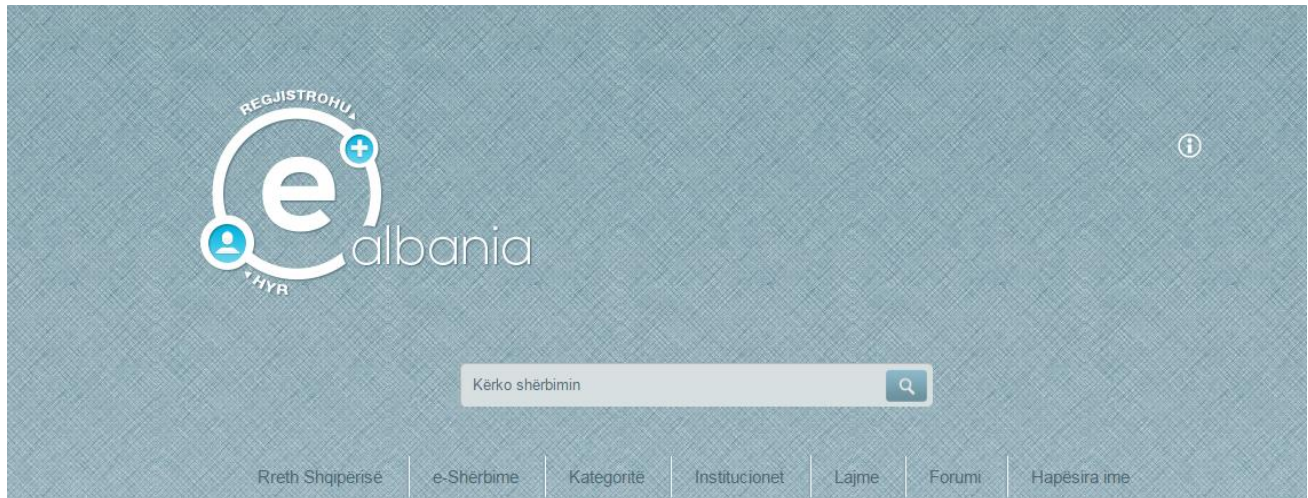 REGJISTROHU
e
albania
HYR
Kërko shërbimin
Rreth Shqipërisë e-Shërbime Kategoritë Institucionet Lajme Forumi Hapësira ime